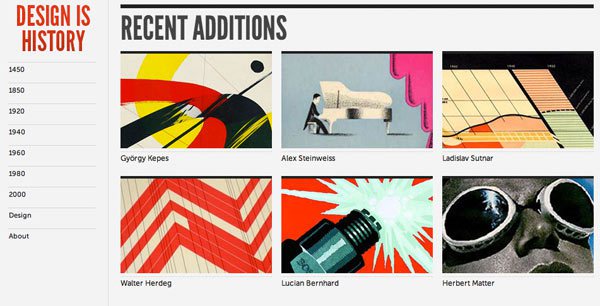 DESIGN IS
HISTORY
1450
1850
1920
1940
1960
1980
2000
Design
About
RECENT ADDITIONS
György Kepes
Alex Steinweiss
Ladislav Sutnar
Walter Herdeg
Lucian Bernhard
Herbert Matter